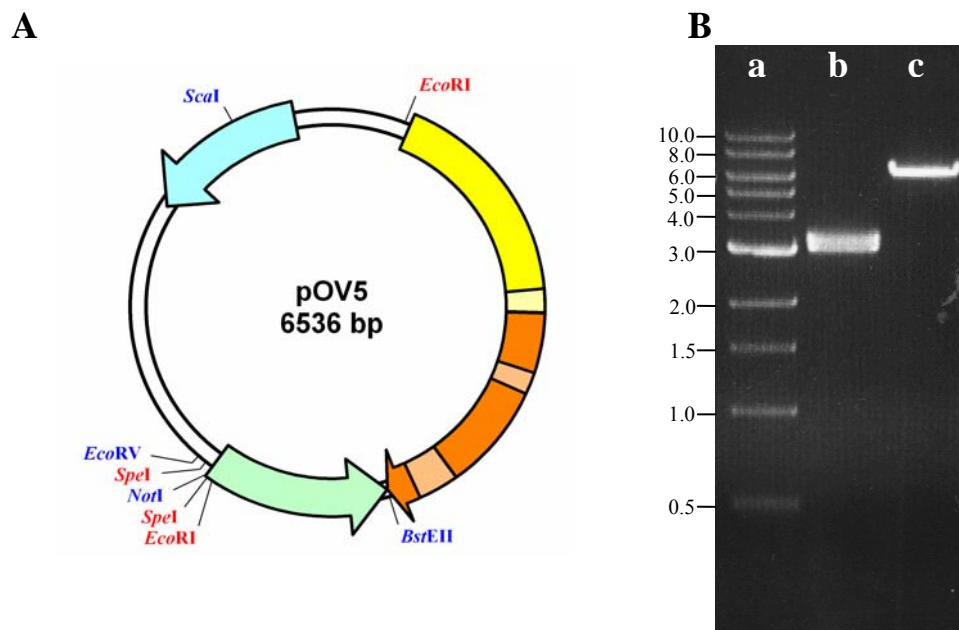 A
B
EcoRI
ScaI
pOV5
6536 bp
EcoRV
SpeI
NotI
SpeI
EcoRI
BstEII
a b c
10.0
8.0
6.0
5.0
4.0
3.0
2.0
1.5
1.0
0.5